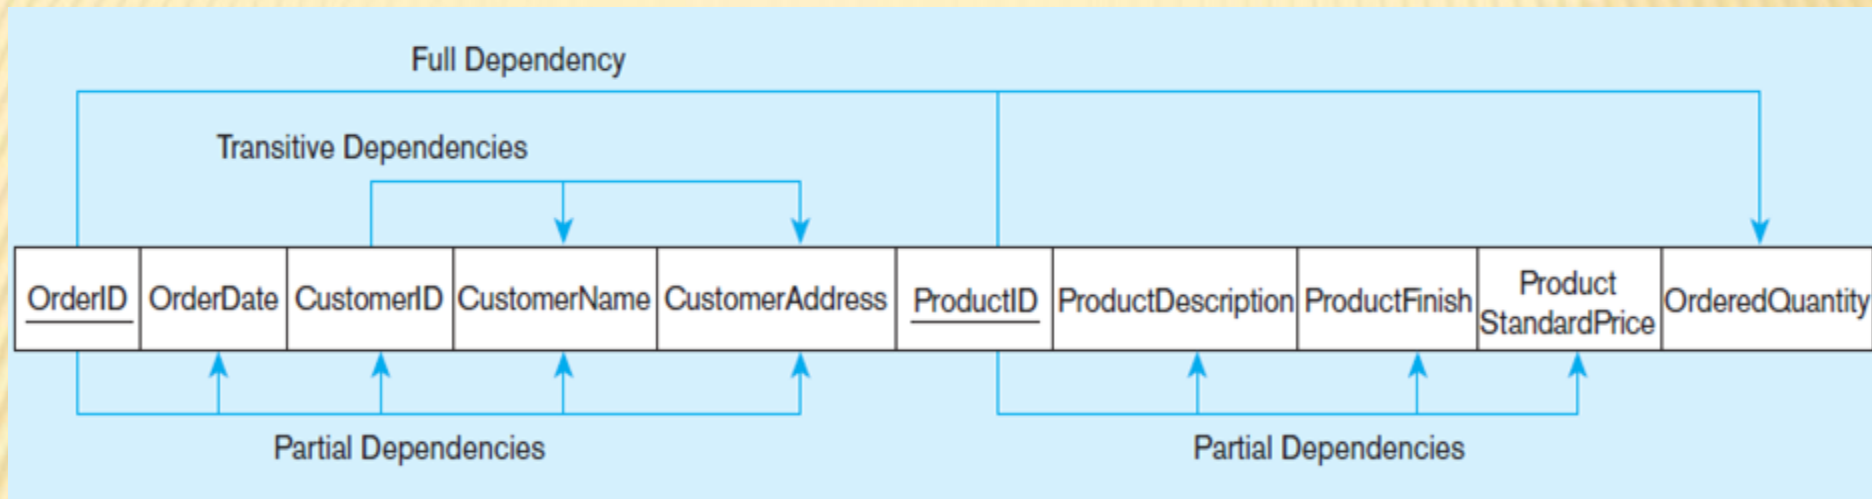 Full Dependency
Transitive Dependencies
OrderID OrderDate CustomerID CustomerName CustomerAddress ProductID ProductDescription ProductFinish Product StandardPrice OrderedQuantity
Partial Dependencies Partial Dependencies